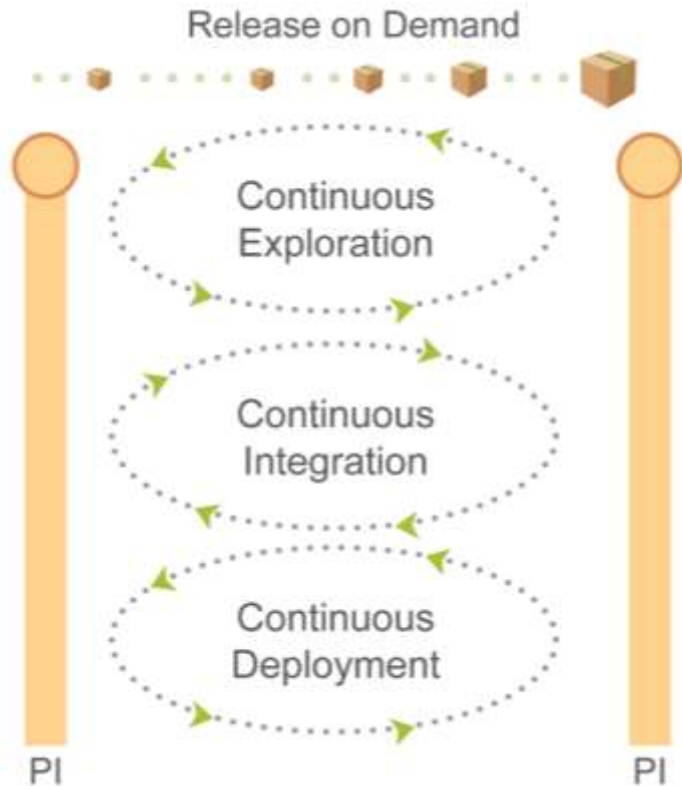 Release on Demand
Continuous
Exploration
Continuous
Integration
Continuous
Deployment
PI
PI